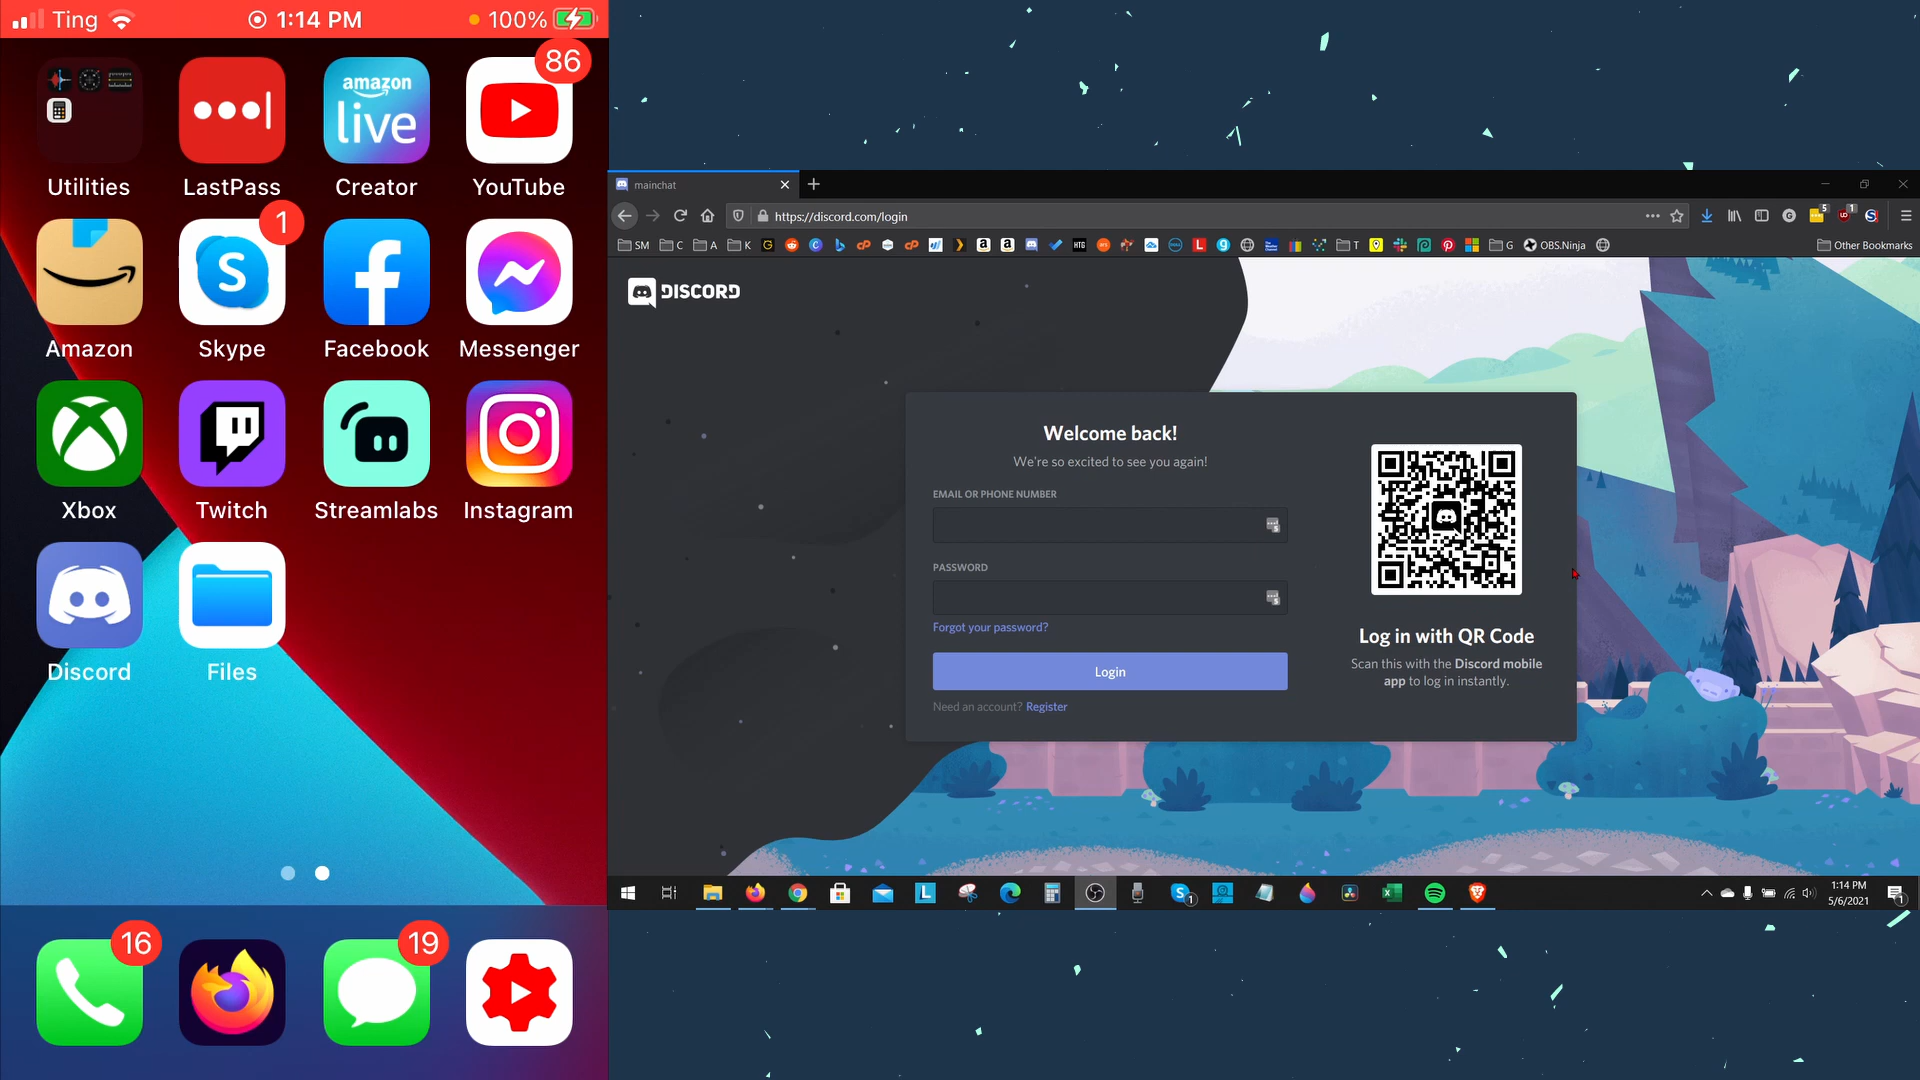 Ting 1:14 PM 100%
86
amazon
live
Utilities LastPass Creator YouTube
1
S
Amazon Skype Facebook Messenger
Xbox Twitch Streamlabs Instagram
Discord Files
16 19
mainchat
https://discord.com/login
5 1
SM C A K T G OBS.Ninja Other Bookmarks
DISCORD
Welcome back!
We're so excited to see you again!
EMAIL OR PHONE NUMBER
PASSWORD
Forgot your password?
Login
Need an account? Register
Log in with QR Code
Scan this with the Discord mobile
app to log in instantly.
1:14 PM
5/6/2021